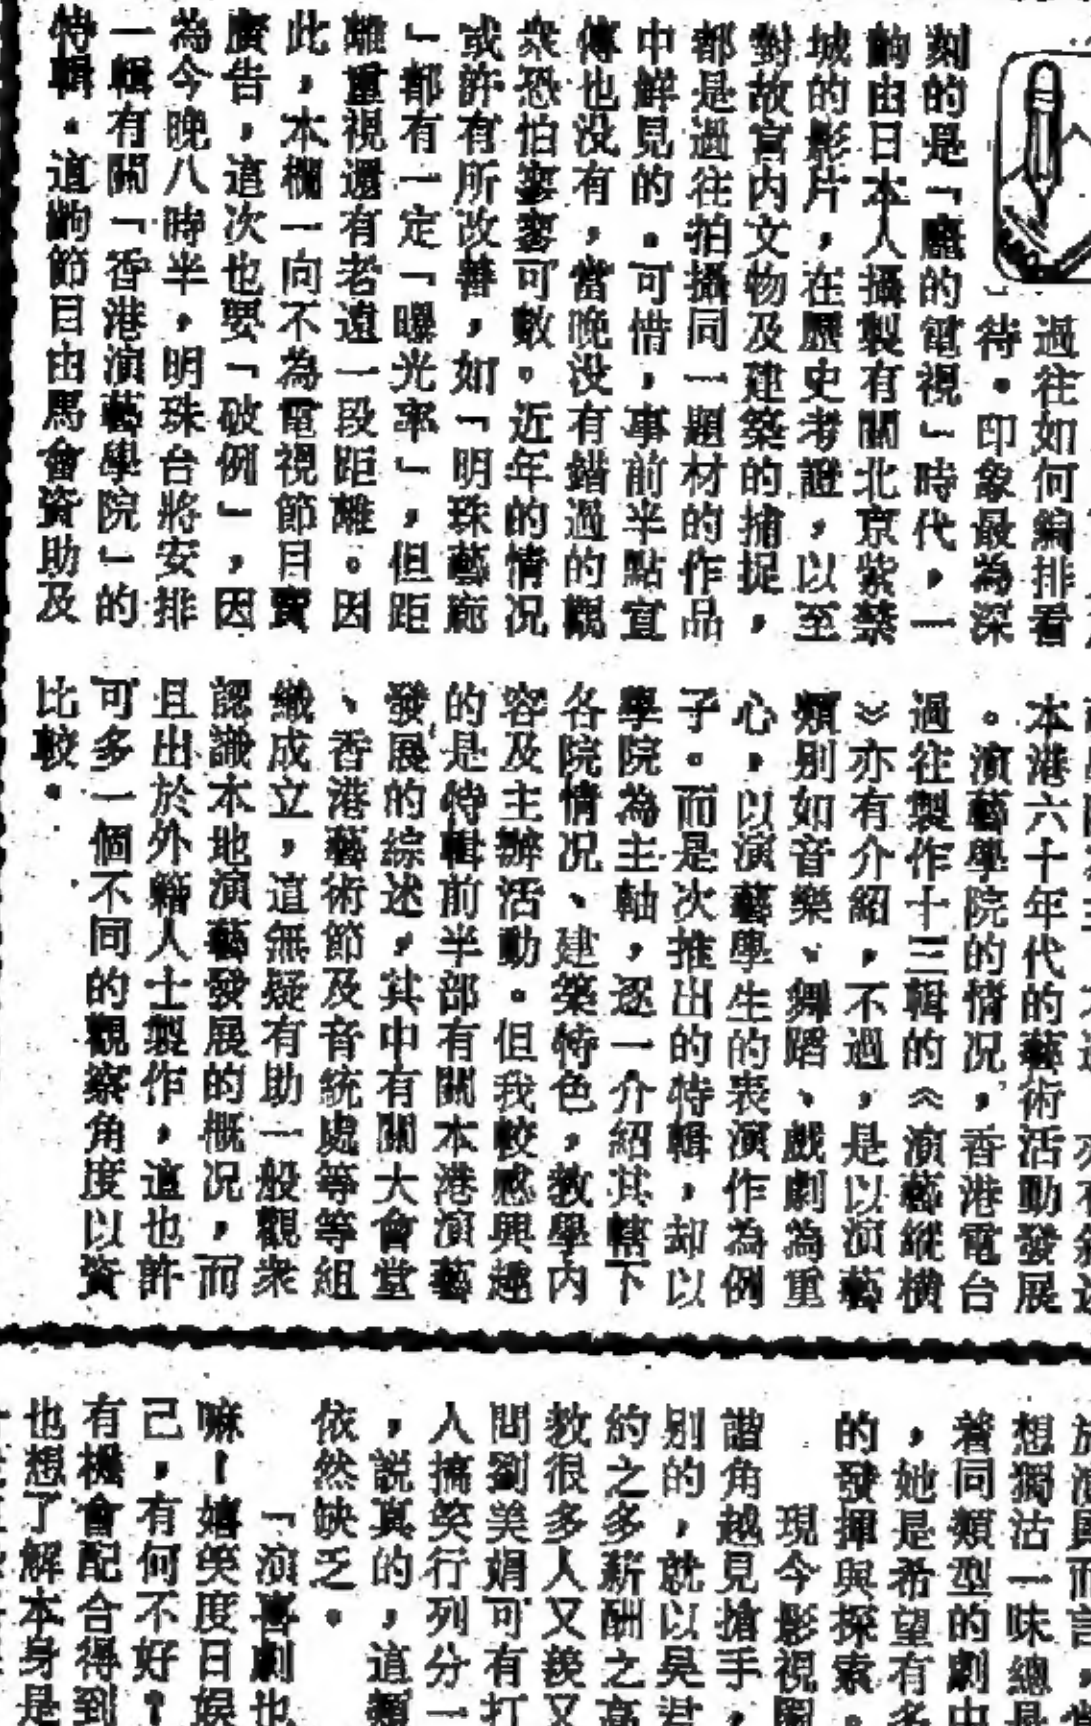 過往如何編排看
待。印象最為深
刻的是「麗的電視」時代,一
齣由日本人攝製有關北京紫禁
城的影片,在歷史考證,以至
對故宮內文物及建築的捕捉,
都是過往拍攝同一題材的作品
中鮮見的。可惜,事前半點宣
傳也没有,當晚没有錯過的觀
衆恐怕寥寥可數。近年的情況
或許有所改善,如「明珠藝範
」都有一定「曝光率」,但距
離重視還有老遠一段距離。因
此,本欄一向不為電視節目賣
廣告,這次也要「破例」,因
為今晚八時半,明珠台將安排
一輯有關「香港演藝學院」的
特輯。這齣節目由馬會資助及
本港六十年代的藝術活動發展
。演藝學院的情況,香港電台
過往製作十三輯的《演藝縱橫
》亦有介紹,不過,是以演藝
類別如音樂、舞蹈、戲劇為重
心,以演藝學生的表演作為例
子。而是次推出的特輯,却以
學院為主軸,逐一介紹其轄下
各院情況、建築特色,教學內
容及主辦活動。但我較感興趣
的是特輯前半部有關本港演藝
發展的綜述,其中有關大會堂
、香港藝術節及音統處等等組
織成立,這無疑有助一般觀衆
認識本地演藝發展的概況,而
且出於外籍人士製作,這也許
可多一個不同的觀察角度以資
比較。
想獨沽一味總是
着同類型的劇中
,她是希望有多
的發揮與探索。
現今影視圈
諧角越見搶手,
別的,就以吳君
約之多薪酬之高
教很多人又羨又
問劉美娟可有打
人搞笑行列分一
,説真的,這類
依然缺乏。
「演喜劇也
嘛!嬉笑度日娛
己,有何不好?
有機會配合得到
也想了解本身是